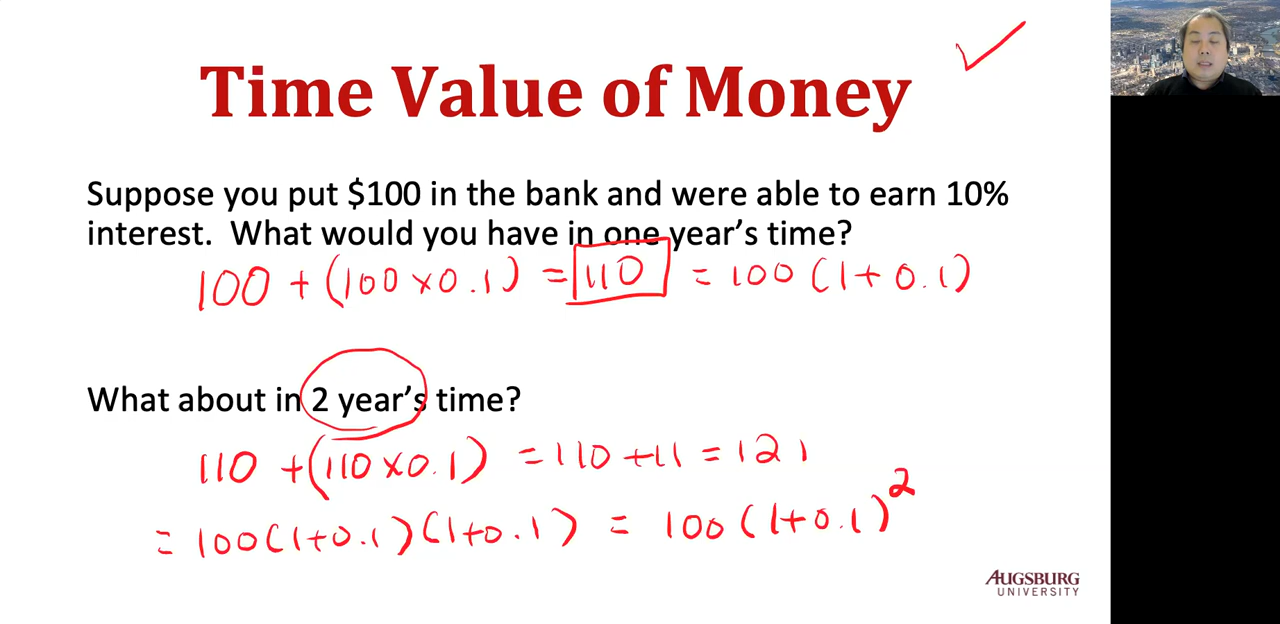 Time Value of Money
Suppose you put $100 in the bank and were able to earn 10%
interest. What would you have in one year's time?
100 + (100 × 0.1) = 110 = 100 (1 + 0.1)
What about in 2 year's time?
110 + (110 × 0.1) = 110 + 11 = 121
= 100 (1 + 0.1) (1 + 0.1) = 100 (1 + 0.1)²
AUGSBURG
UNIVERSITY